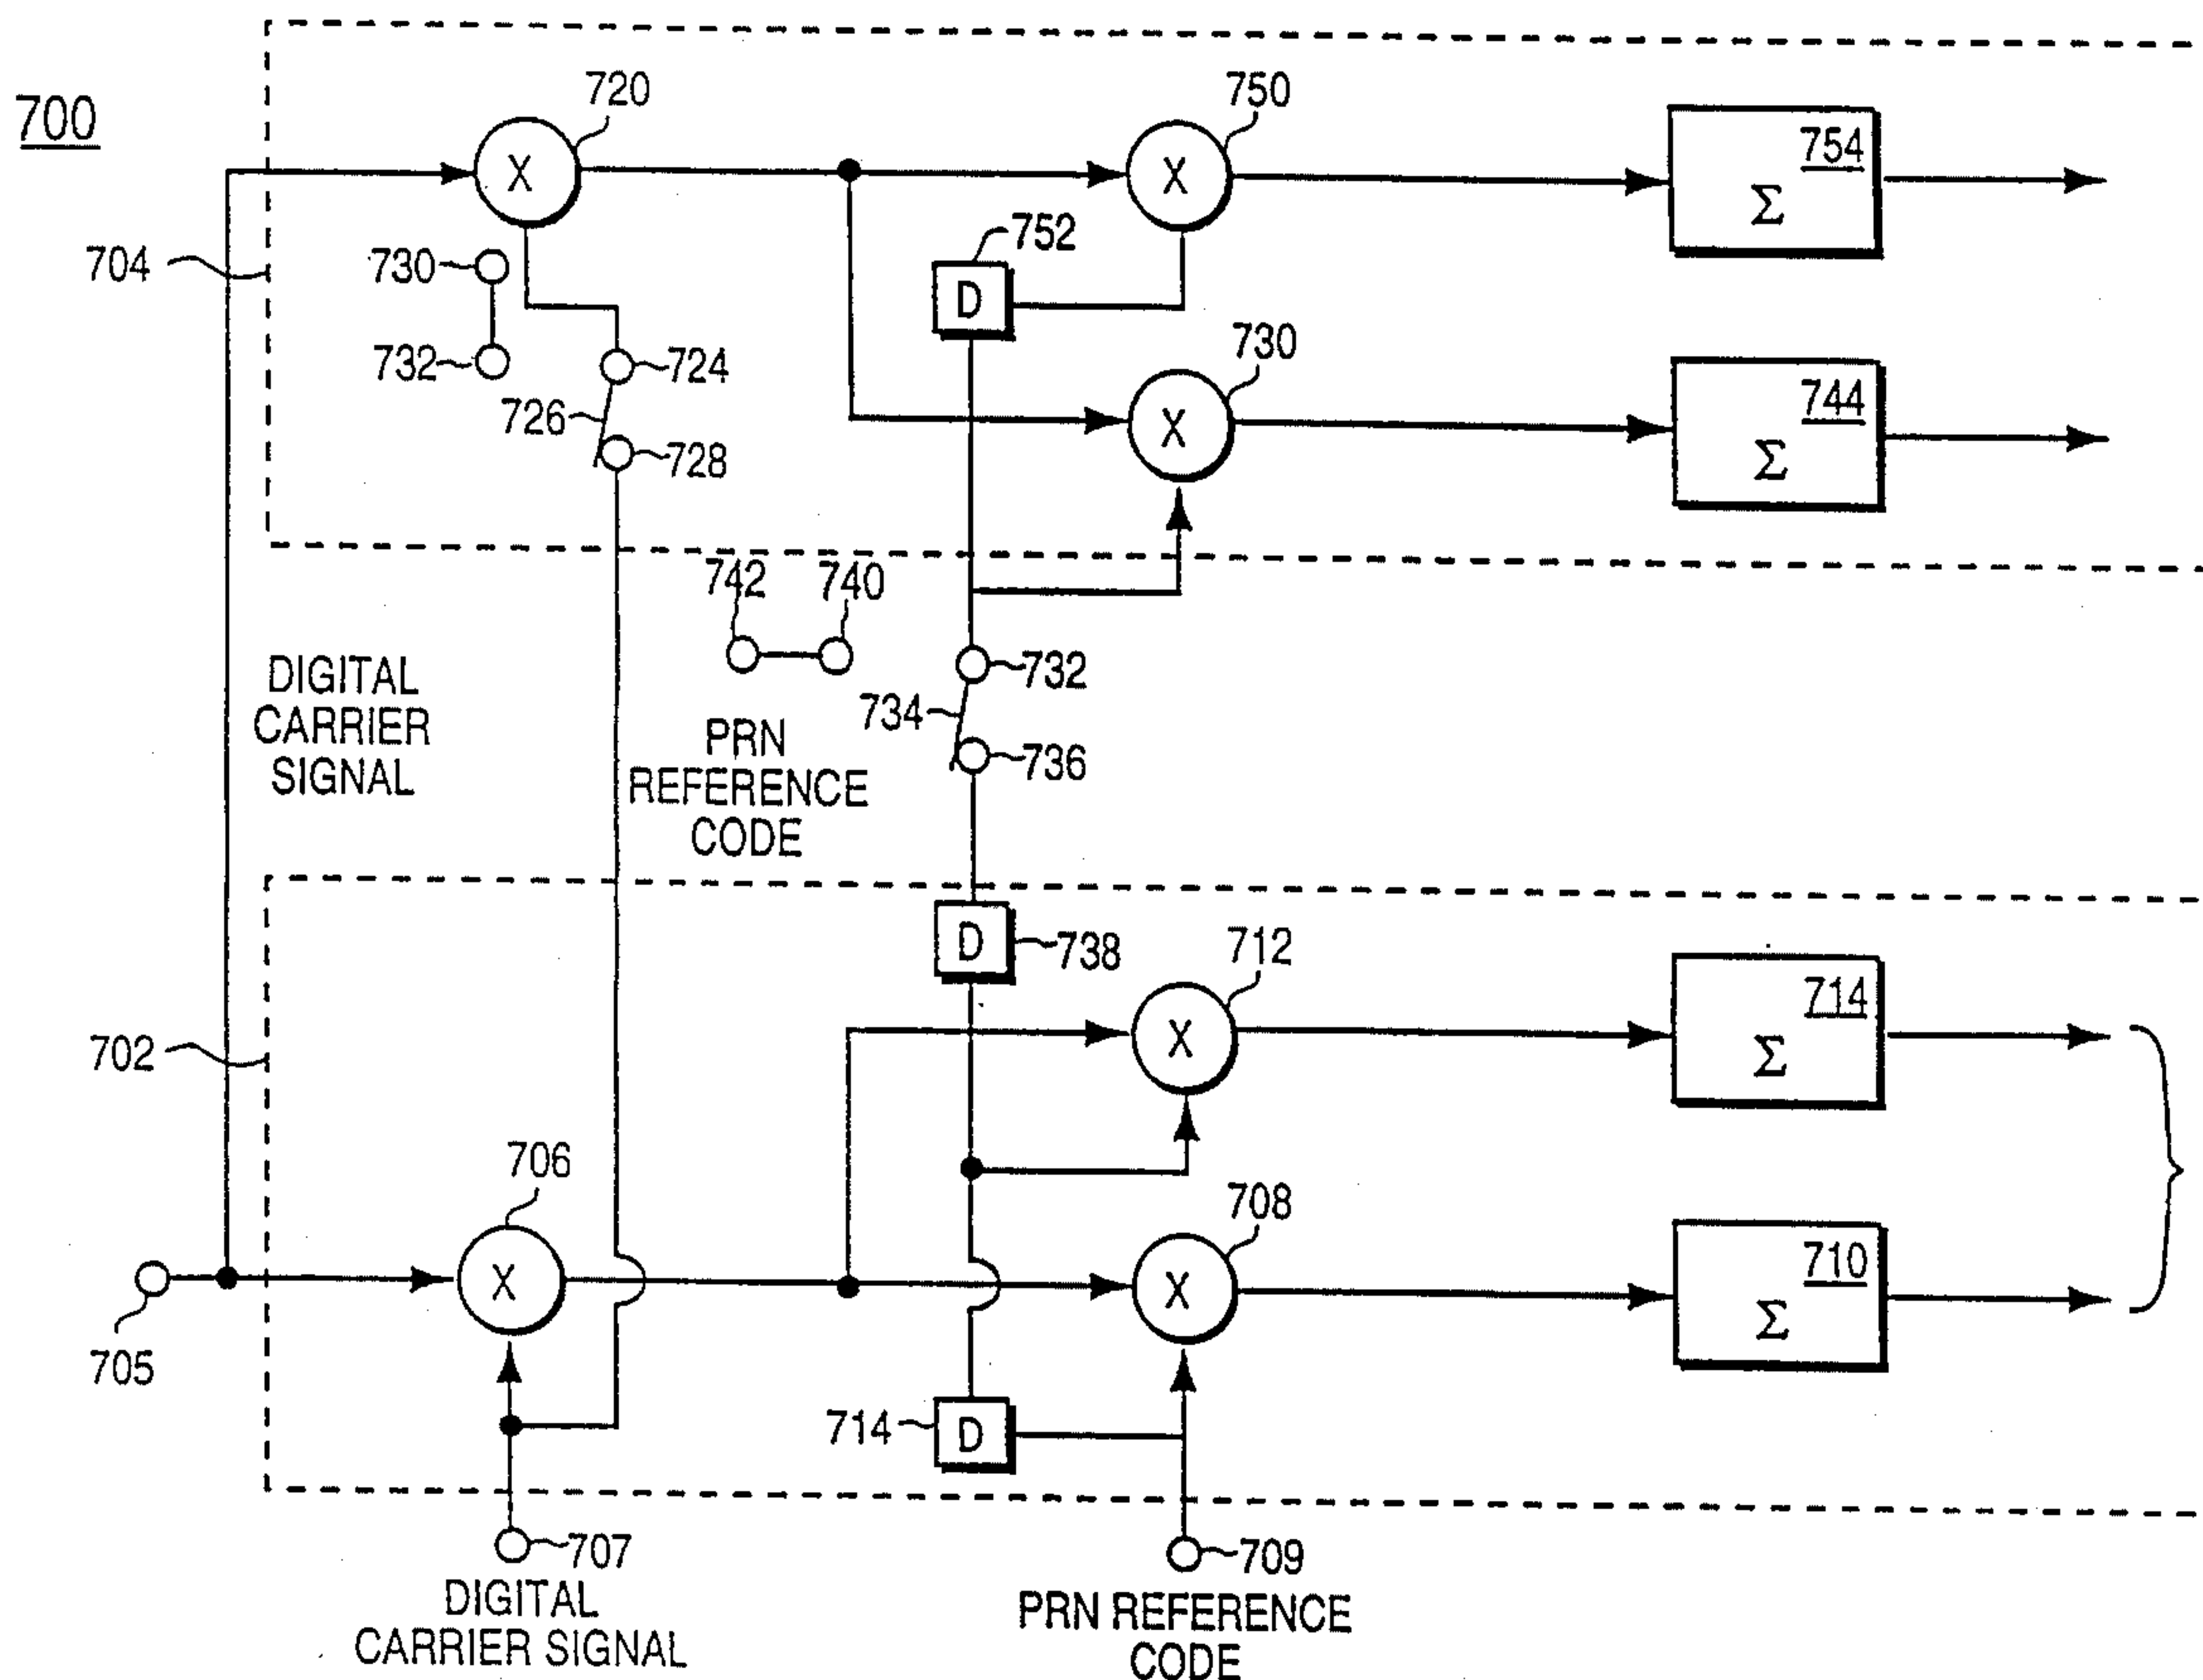 700
720
750
X
X
754
Σ
704
730
752
D
732
724
730
X
744
Σ
726
728
742
740
732
DIGITAL
CARRIER
SIGNAL
734
PRN
REFERENCE
CODE
736
D
738
712
X
714
Σ
702
706
X
708
X
710
Σ
705
714
D
707
DIGITAL
CARRIER SIGNAL
709
PRN REFERENCE
CODE